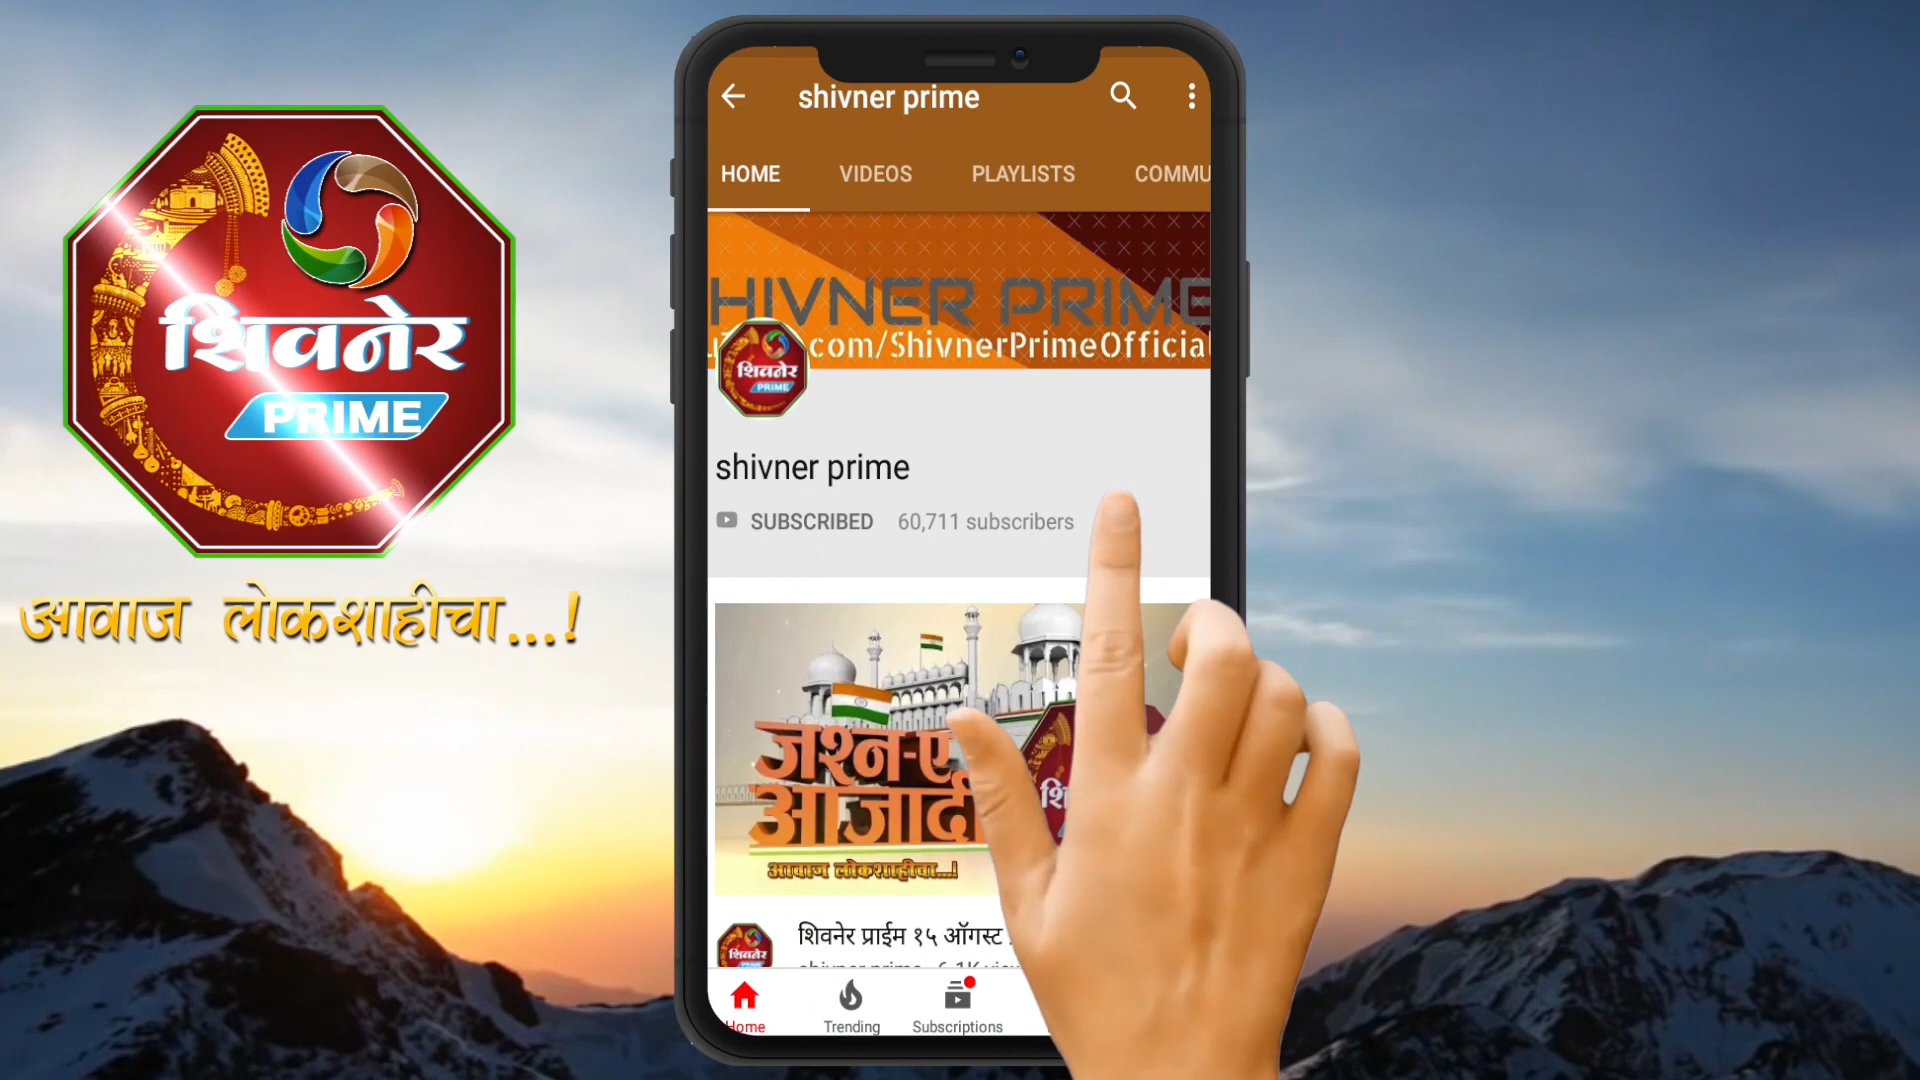 शिवनेर
PRIME
आवाज लोकशाहीचा...!
shivner prime
HOME VIDEOS PLAYLISTS COMMU
HIVNER PRIME
com/ShivnerPrimeOfficial
शिवनेर
PRIME
shivner prime
SUBSCRIBED 60,711 subscribers
जश्न-ए
आजादी
आवाज लोकशाहीचा...!
शि
शिवनेर प्राईम १५ ऑगस्ट
शिवनेर
Home Trending Subscriptions